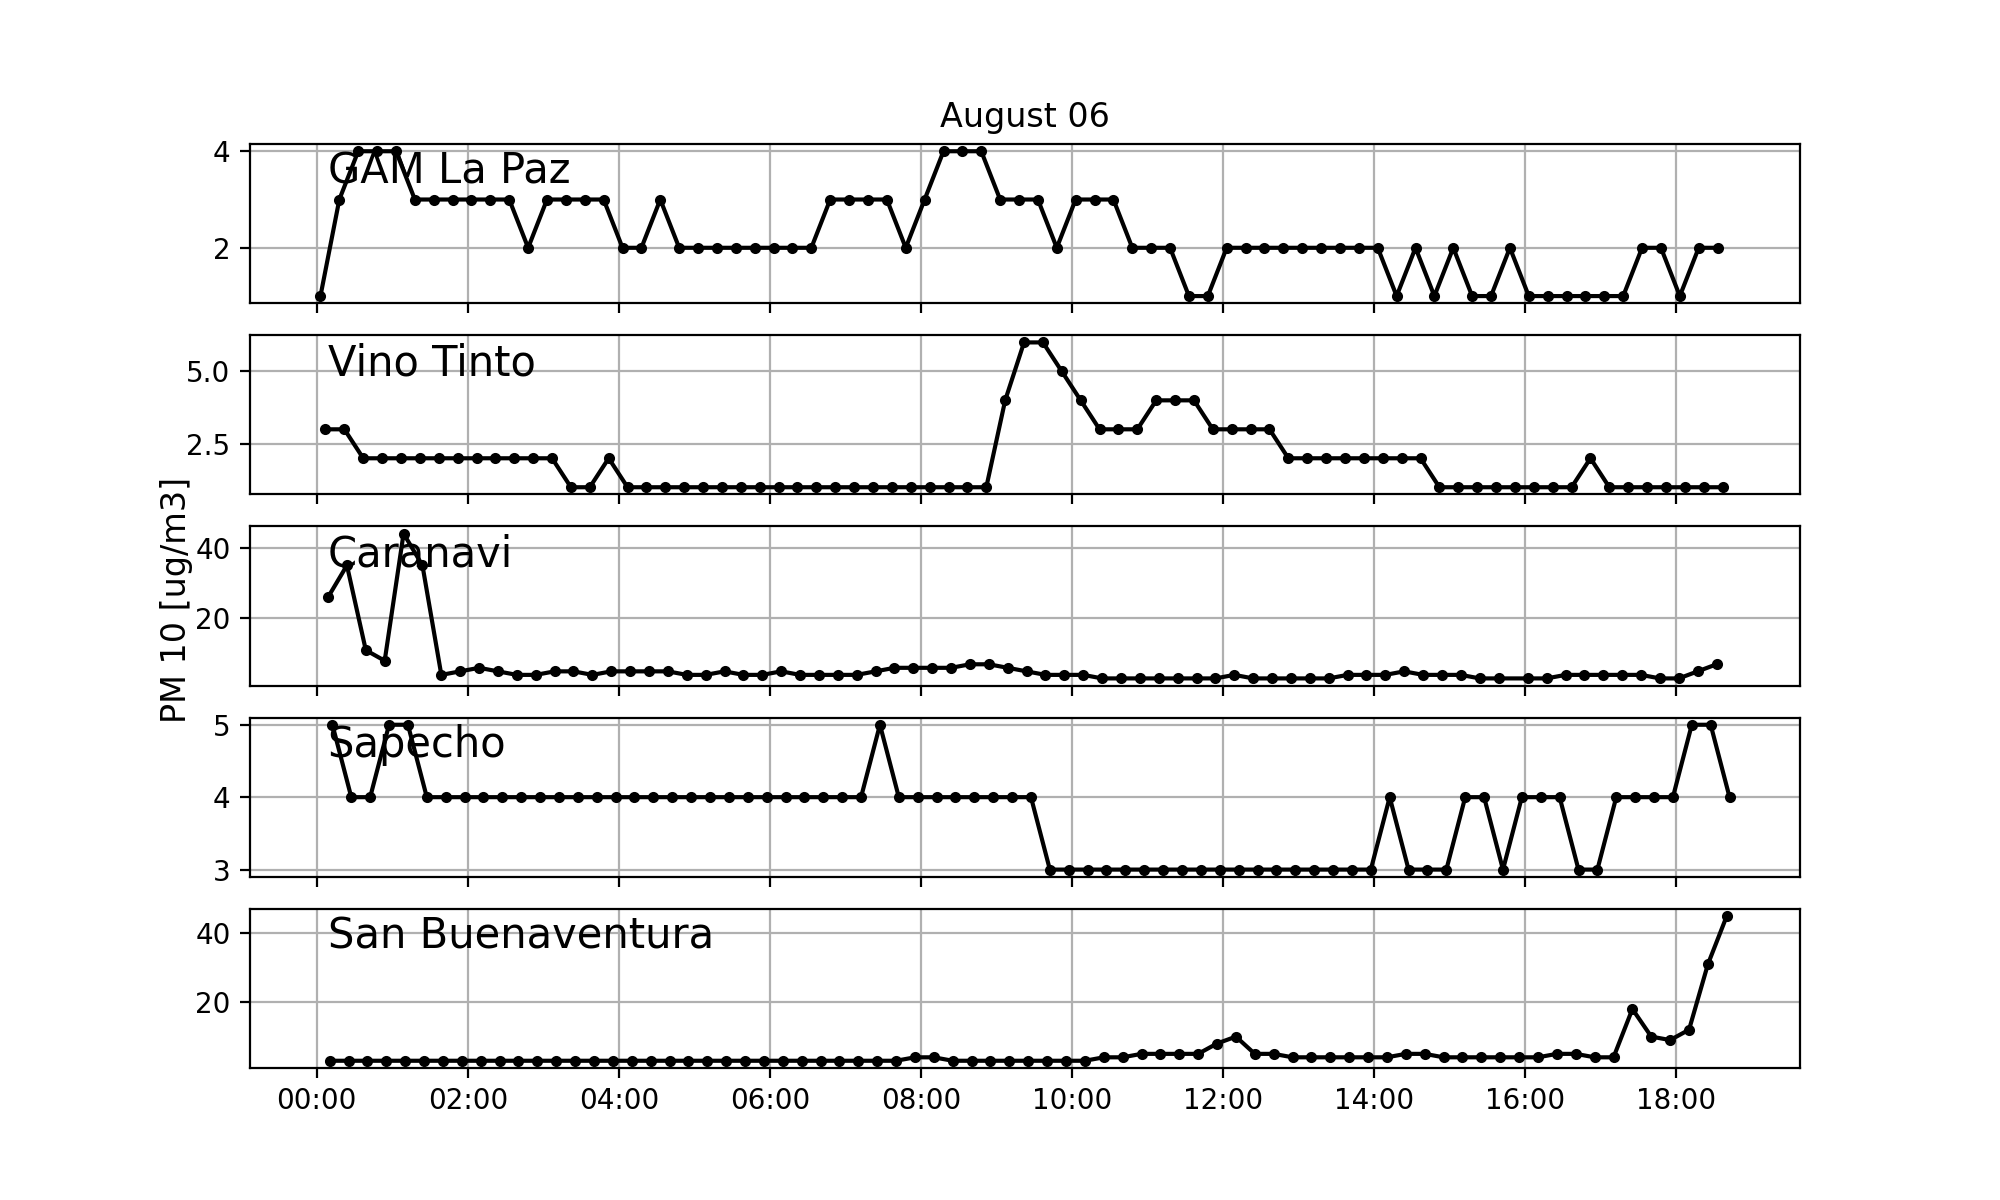 August 06
PM 10 [ug/m3]
4
2
GAM La Paz
5.0
2.5
Vino Tinto
40
20
Caranavi
5
4
3
Sapecho
40
20
San Buenaventura
00:00 02:00 04:00 06:00 08:00 10:00 12:00 14:00 16:00 18:00